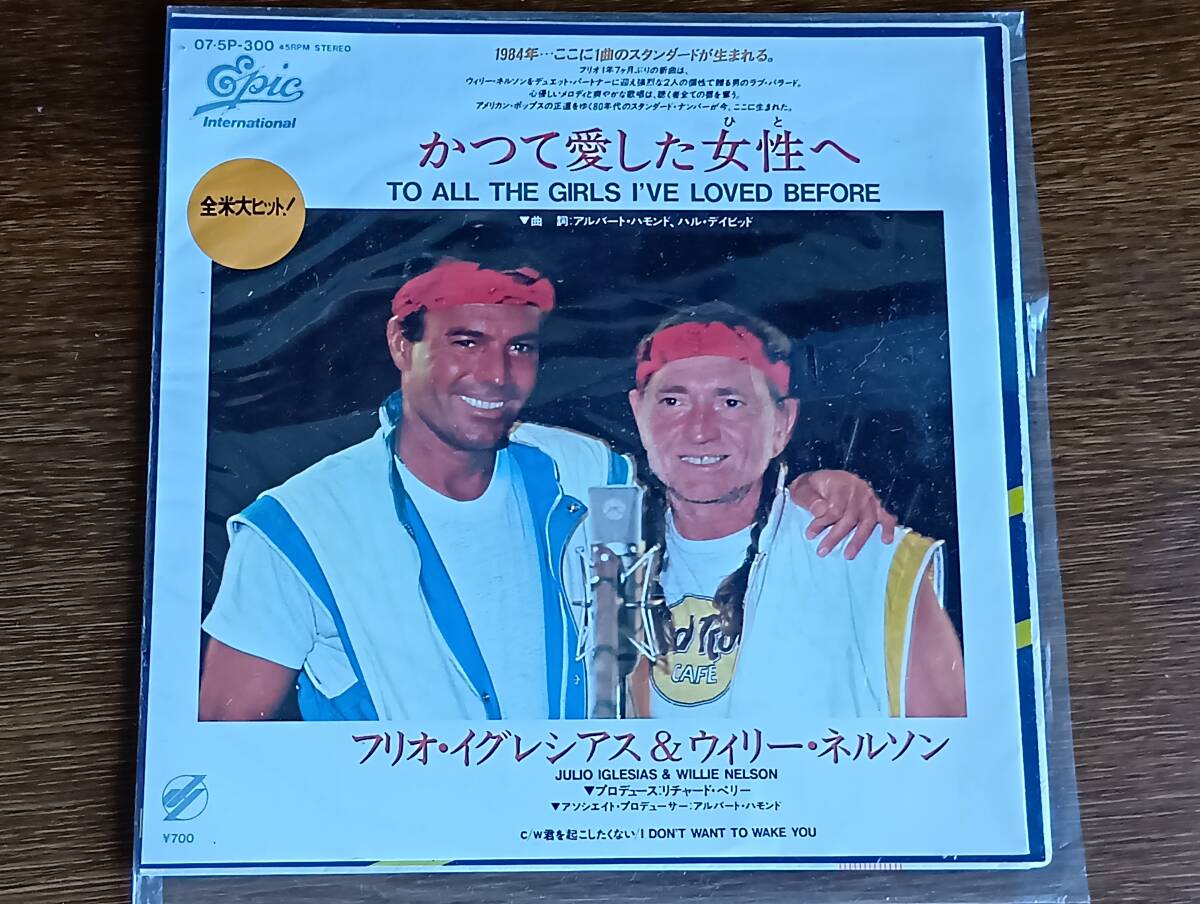 07·5P-300 45RPM STEREO
Epic
International
1984年…ここに1曲のスタンダードが生まれる。
フリオ1年7ヶ月ぶりの新曲は、
ウィリー・ネルソンをデュエット・パートナーに迎え強烈な2人の個性で贈る男のラブ・バラード。
心優しいメロディと爽やかな歌唱は、聴く者全ての都を奪う。
アメリカン・ポップスの正道をゆく80年代のスタンダード・ナンバーが今、ここに生まれた。
ひと
かつて愛した女性へ
TO ALL THE GIRLS I'VE LOVED BEFORE
全米大ヒット!
▼曲 詞:アルバート・ハモンド、ハル・デイビッド
CAFE
フリオ・イグレシアス&ウィリー・ネルソン
JULIO IGLESIAS & WILLIE NELSON
▼プロデュース:リチャード・ペリー
▼アソシエイト・プロデューサー:アルバート・ハモンド
¥700
C/W君を起こしたくない/I DON'T WANT TO WAKE YOU